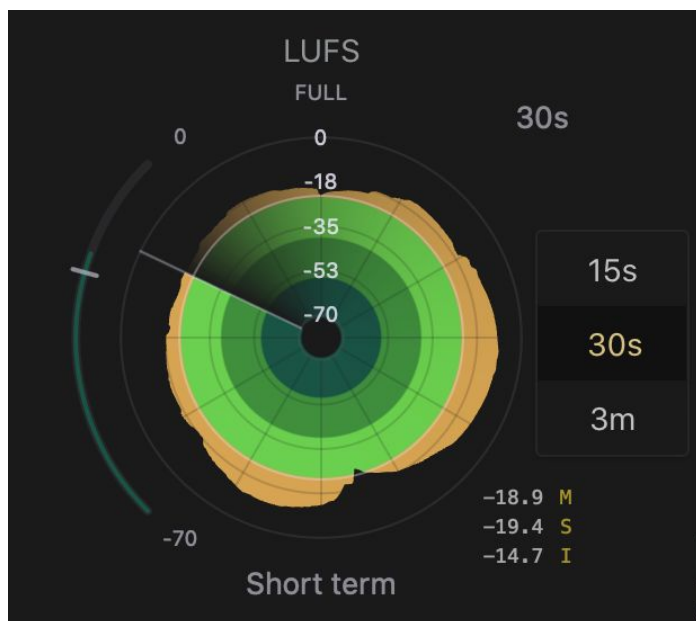 LUFS
FULL
30s
0
0
-18
-35
-53
-70
15s
30s
3m
-18.9 M
-19.4 S
-14.7 I
-70
Short term